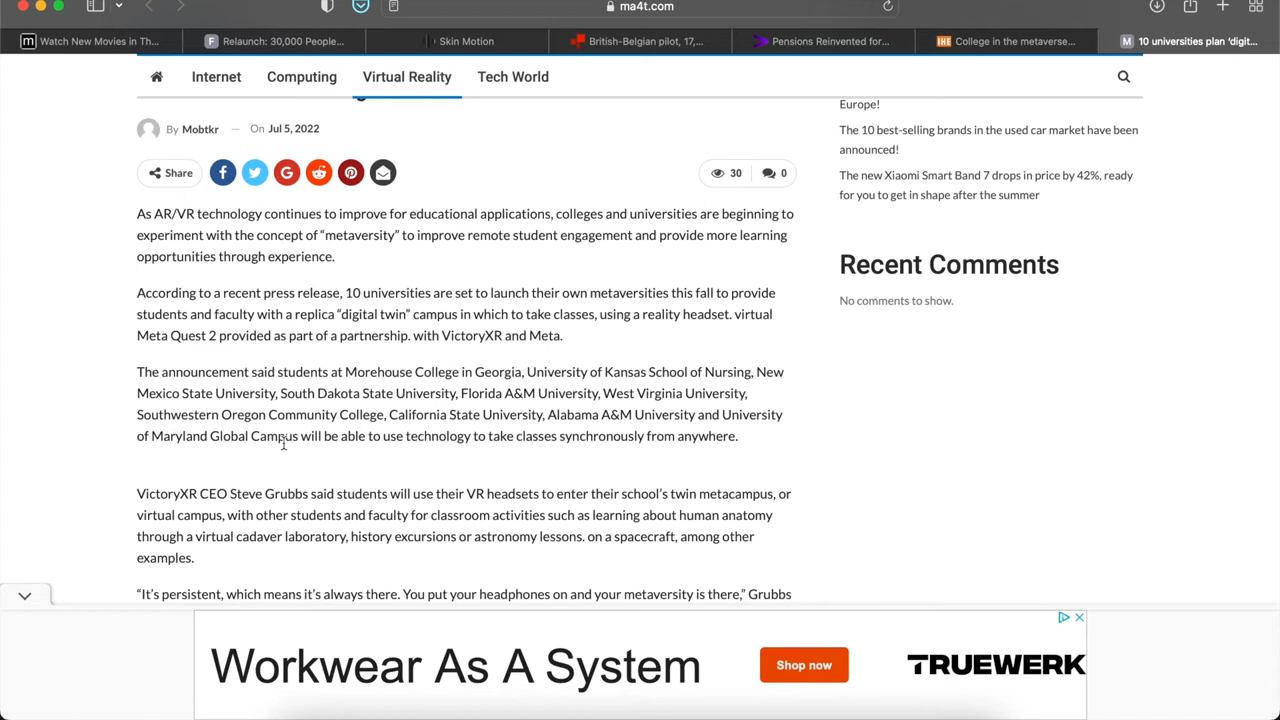 ma4t.com
Watch New Movies in Th...
Relaunch: 30,000 People...
Skin Motion
British-Belgian pilot, 17,...
Pensions Reinvented for...
College in the metaverse...
10 universities plan 'digit...
Internet
Computing
Virtual Reality
Tech World
By Mobtkr — On Jul 5, 2022
Share
30
0
As AR/VR technology continues to improve for educational applications, colleges and universities are beginning to
experiment with the concept of “metaversity” to improve remote student engagement and provide more learning
opportunities through experience.
According to a recent press release, 10 universities are set to launch their own metaversities this fall to provide
students and faculty with a replica “digital twin” campus in which to take classes, using a reality headset. virtual
Meta Quest 2 provided as part of a partnership. with VictoryXR and Meta.
The announcement said students at Morehouse College in Georgia, University of Kansas School of Nursing, New
Mexico State University, South Dakota State University, Florida A&M University, West Virginia University,
Southwestern Oregon Community College, California State University, Alabama A&M University and University
of Maryland Global Campus will be able to use technology to take classes synchronously from anywhere.
VictoryXR CEO Steve Grubbs said students will use their VR headsets to enter their school’s twin metacampus, or
virtual campus, with other students and faculty for classroom activities such as learning about human anatomy
through a virtual cadaver laboratory, history excursions or astronomy lessons. on a spacecraft, among other
examples.
“It’s persistent, which means it’s always there. You put your headphones on and your metaversity is there,” Grubbs
Europe!
The 10 best-selling brands in the used car market have been
announced!
The new Xiaomi Smart Band 7 drops in price by 42%, ready
for you to get in shape after the summer
Recent Comments
No comments to show.
Workwear As A System
Shop now
TRUEWERK